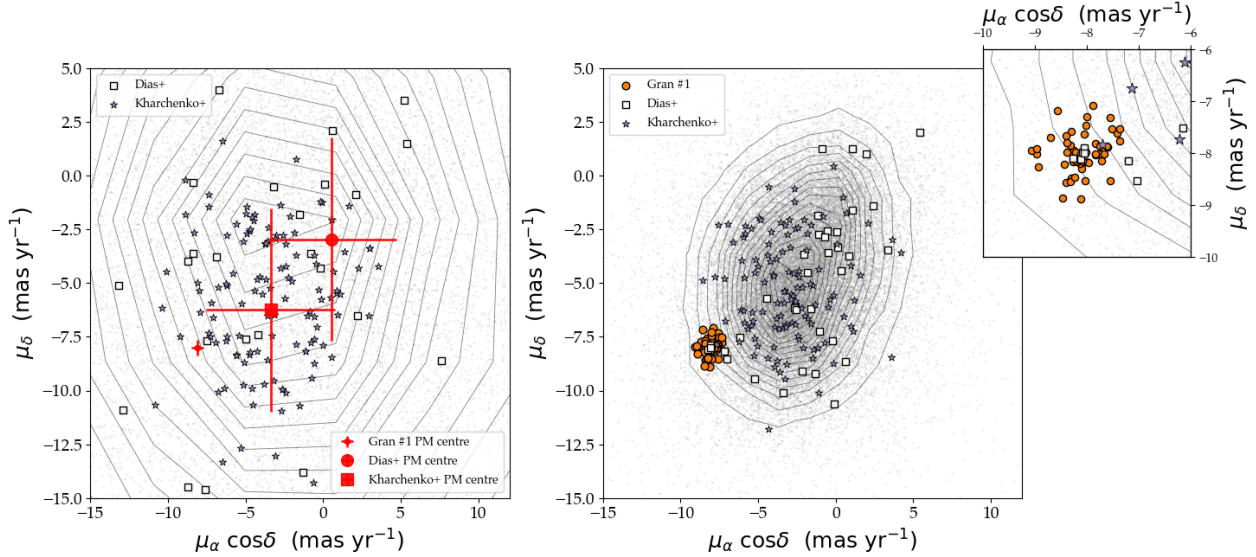 μα cosδ (mas yr−1)
−10 −9 −8 −7 −6
5.0
2.5
0.0
−2.5
−5.0
−7.5
−10.0
−12.5
−15.0
μδ (mas yr−1)
Dias+
Kharchenko+
Gran #1 PM centre
Dias+ PM centre
Kharchenko+ PM centre
−15 −10 −5 0 5 10
μα cosδ (mas yr−1)
5.0
2.5
0.0
−2.5
−5.0
−7.5
−10.0
−12.5
−15.0
μδ (mas yr−1)
Gran #1
Dias+
Kharchenko+
−15 −10 −5 0 5 10
μα cosδ (mas yr−1)
−6
−7
−8
−9
−10
μδ (mas yr−1)